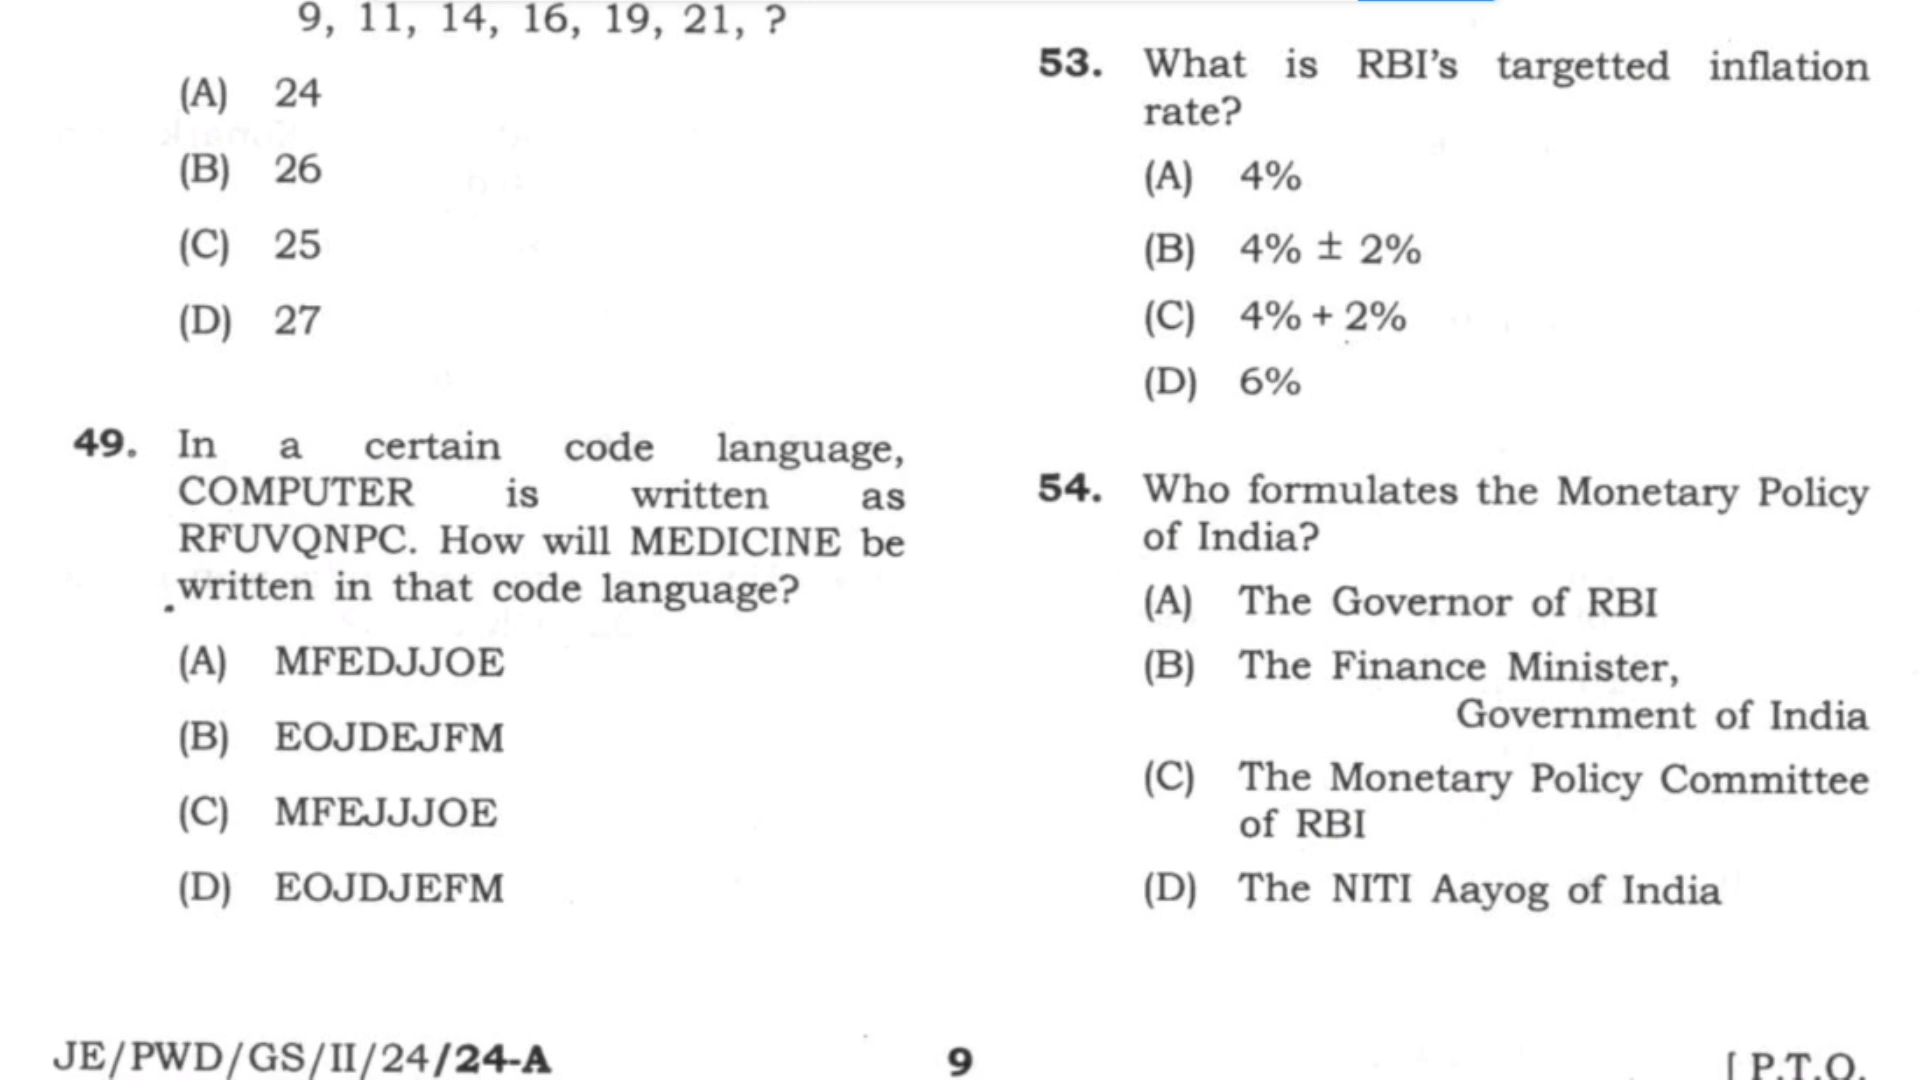 9, 11, 14, 16, 19, 21, ?
(A) 24
(B) 26
(C) 25
(D) 27
49. In a certain code language,
COMPUTER is written as
RFUVQNPC. How will MEDICINE be
written in that code language?
(A) MFEDJJOE
(B) EOJDEJFM
(C) MFEJJJOE
(D) EOJDJEFM
53. What is RBI's targetted inflation
rate?
(A) 4%
(B) 4% ± 2%
(C) 4% + 2%
(D) 6%
54. Who formulates the Monetary Policy
of India?
(A) The Governor of RBI
(B) The Finance Minister,
Government of India
(C) The Monetary Policy Committee
of RBI
(D) The NITI Aayog of India
JE/PWD/GS/II/24/24-A
9
[ P.T.O.